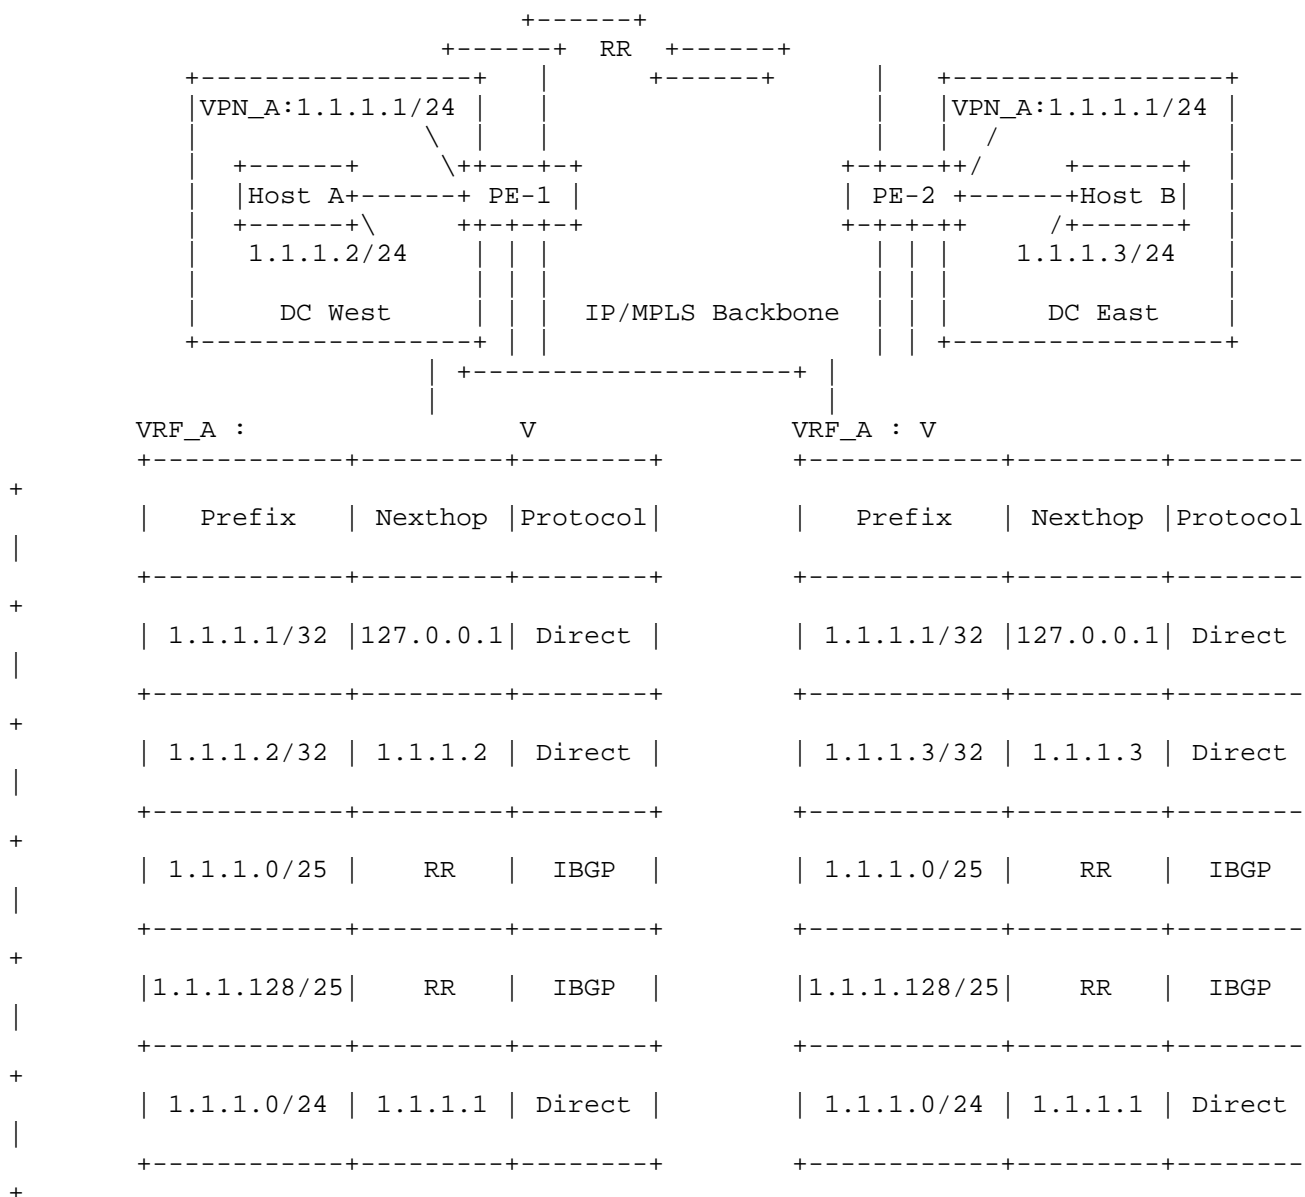 +------+
+------+  RR  +------+
+-----------------+   |      +------+      |   +-----------------+
|VPN_A:1.1.1.1/24 |   |                    |   |VPN_A:1.1.1.1/24 |
|              \  |   |                    |   |  /              |
|  +------+     \++---+-+                +-+---++/     +------+  |
|  |Host A+------+ PE-1 |                | PE-2 +------+Host B|  |
|  +------+\     ++-+-+-+                +-+-+-++     /+------+  |
|   1.1.1.2/24    | | |                    | | |    1.1.1.3/24   |
|                 | | |                    | | |                 |
|     DC West     | | |  IP/MPLS Backbone  | | |      DC East    |
+-----------------+ | |                    | | +-----------------+
| +--------------------+ |
|                        |
VRF_A :                 V                VRF_A : V
+------------+---------+--------+        +------------+---------+--------
+
|   Prefix   | Nexthop |Protocol|        |   Prefix   | Nexthop |Protocol
|
+------------+---------+--------+        +------------+---------+--------
+
| 1.1.1.1/32 |127.0.0.1| Direct |        | 1.1.1.1/32 |127.0.0.1| Direct
|
+------------+---------+--------+        +------------+---------+--------
+
| 1.1.1.2/32 | 1.1.1.2 | Direct |        | 1.1.1.3/32 | 1.1.1.3 | Direct
|
+------------+---------+--------+        +------------+---------+--------
+
| 1.1.1.0/25 |    RR   |  IBGP  |        | 1.1.1.0/25 |    RR   |  IBGP
|
+------------+---------+--------+        +------------+---------+--------
+
|1.1.1.128/25|    RR   |  IBGP  |        |1.1.1.128/25|    RR   |  IBGP
|
+------------+---------+--------+        +------------+---------+--------
+
| 1.1.1.0/24 | 1.1.1.1 | Direct |        | 1.1.1.0/24 | 1.1.1.1 | Direct
|
+------------+---------+--------+        +------------+---------+--------
+